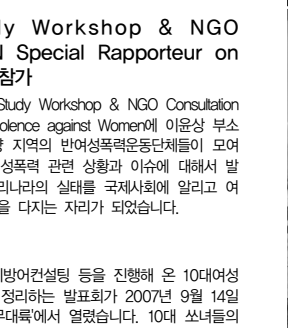 dy Workshop & NGO
Special Rapporteur on
참가
Study Workshop & NGO Consultation
olence against Women에 이윤상 부소
지역의 반여성폭력운동단체들이 모여
성폭력 관련 상황과 이슈에 대해서 발
리나라의 실태를 국제사회에 알리고 여
을 다지는 자리가 되었습니다.
방어컨설팅 등을 진행해 온 10대여성
정리하는 발표회가 2007년 9월 14일
무대륙'에서 열렸습니다. 10대 쏘녀들의